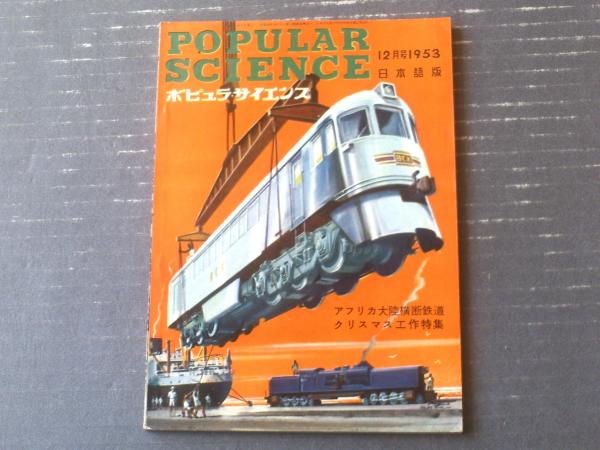 POPULAR
SCIENCE
12月号1953
日本語版
ポピュラ・サイエンス
アフリカ大陸横断鉄道
クリスマス工作特集